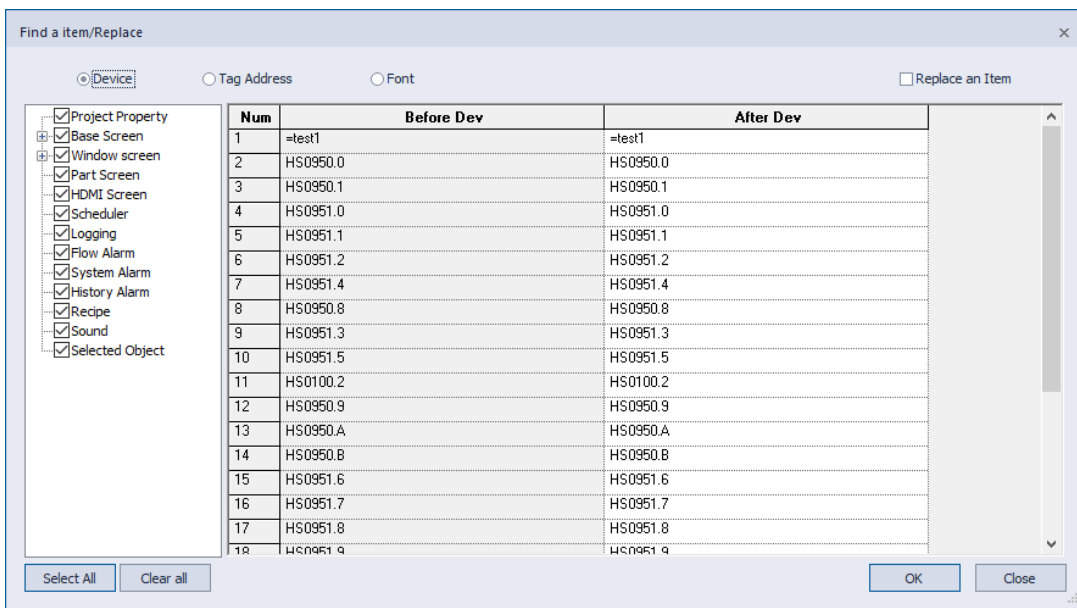 Find a item/Replace
Device Tag Address Font Replace an Item
Project Property
Base Screen
Window screen
Part Screen
HDMI Screen
Scheduler
Logging
Flow Alarm
System Alarm
History Alarm
Recipe
Sound
Selected Object
Num Before Dev After Dev
1 =test1 =test1
2 HS0950.0 HS0950.0
3 HS0950.1 HS0950.1
4 HS0951.0 HS0951.0
5 HS0951.1 HS0951.1
6 HS0951.2 HS0951.2
7 HS0951.4 HS0951.4
8 HS0950.8 HS0950.8
9 HS0951.3 HS0951.3
10 HS0951.5 HS0951.5
11 HS0100.2 HS0100.2
12 HS0950.9 HS0950.9
13 HS0950.A HS0950.A
14 HS0950.B HS0950.B
15 HS0951.6 HS0951.6
16 HS0951.7 HS0951.7
17 HS0951.8 HS0951.8
18 HS0951.9 HS0951.9
Select All Clear all OK Close